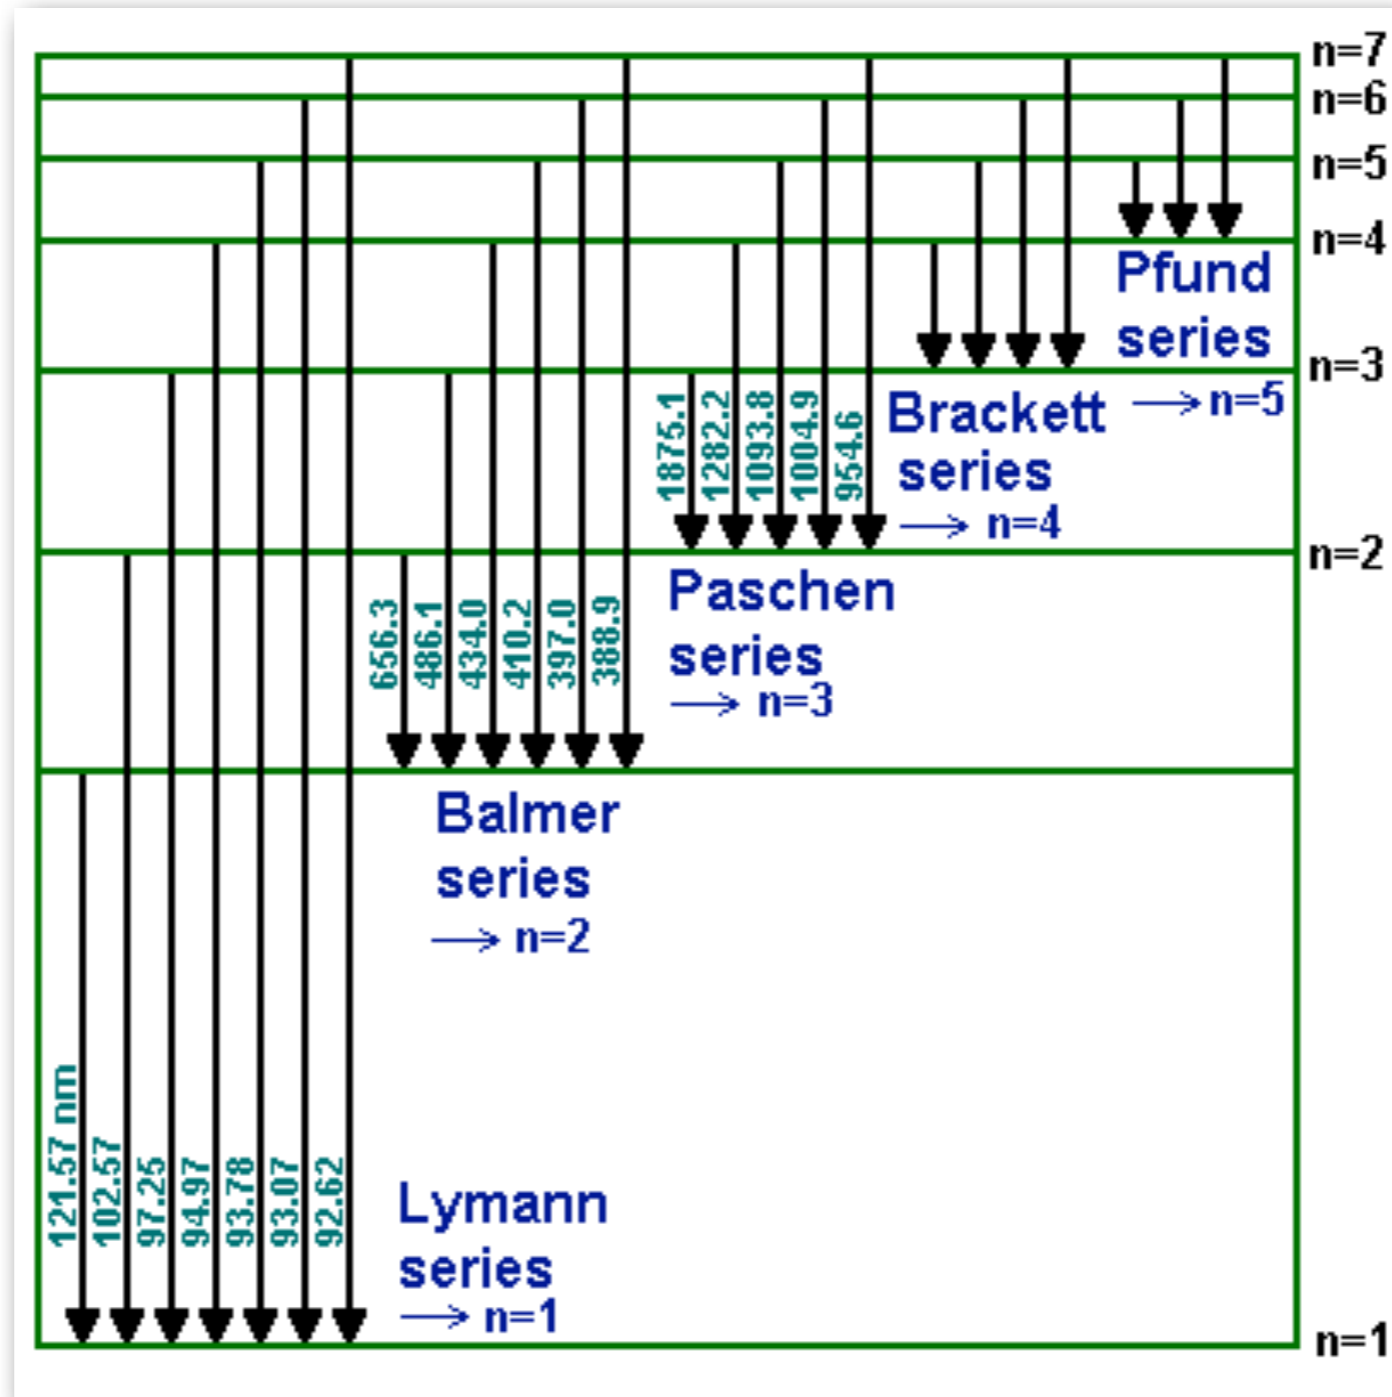 n=7
n=6
n=5
n=4
Pfund
series
→ n=5
n=3
Brackett
series
→ n=4
1875.1
1282.2
1093.8
1004.9
954.6
n=2
Paschen
series
→ n=3
656.3
486.1
434.0
410.2
397.0
388.9
Balmer
series
→ n=2
121.57 nm
102.57
97.25
94.97
93.78
93.07
92.62
Lymann
series
→ n=1
n=1